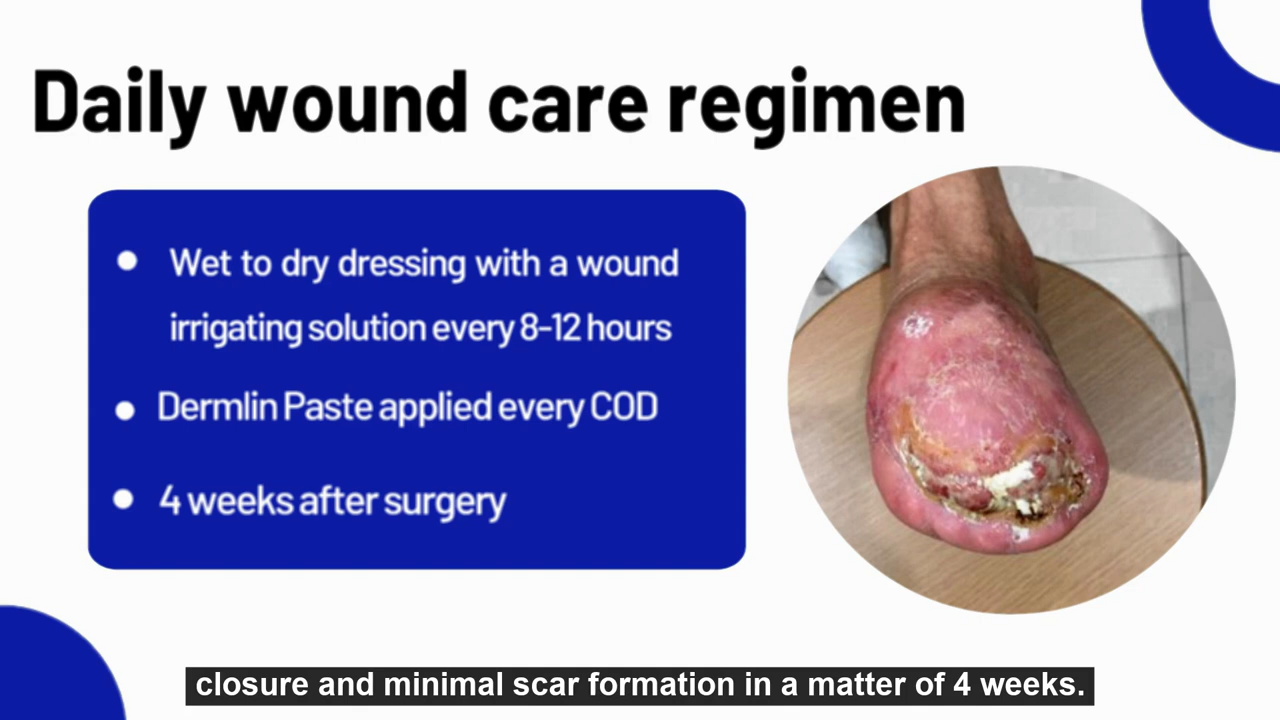 Daily wound care regimen
Wet to dry dressing with a wound
irrigating solution every 8-12 hours
Dermlin Paste applied every COD
4 weeks after surgery
closure and minimal scar formation in a matter of 4 weeks.